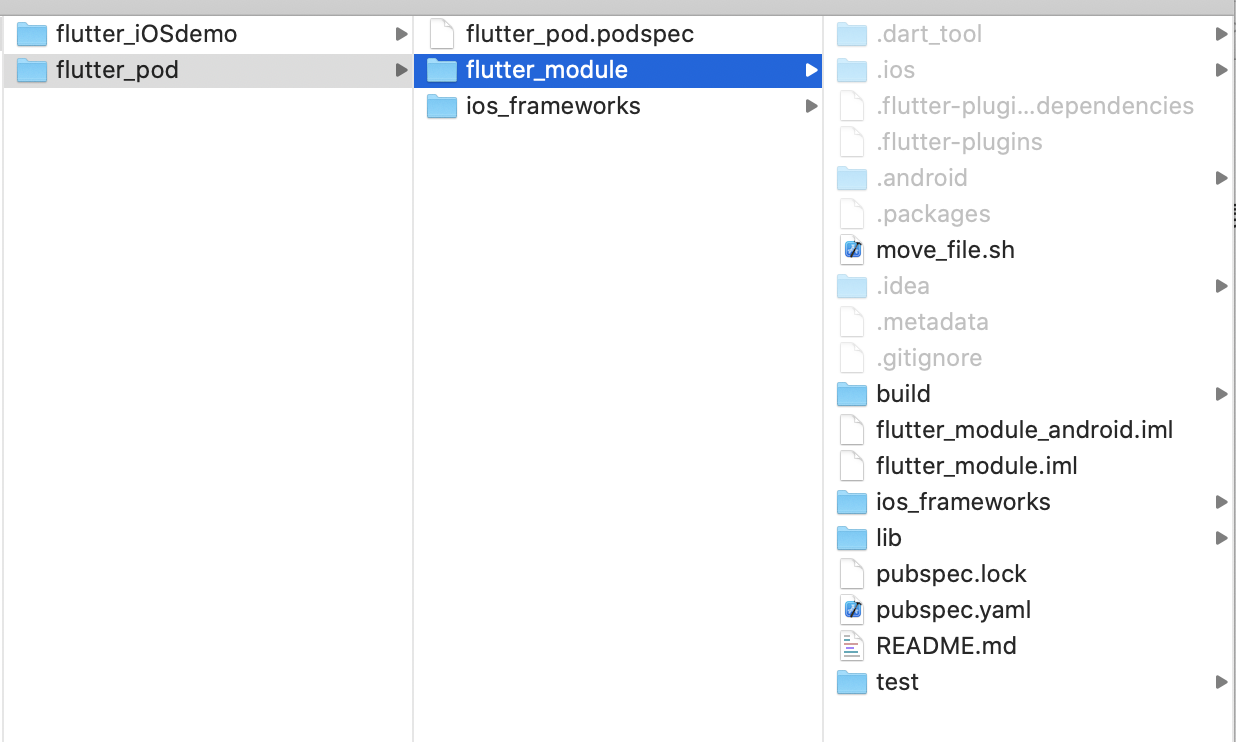 flutter_iOSdemo
flutter_pod
flutter_pod.podspec
flutter_module
ios_frameworks
.dart_tool
.ios
.flutter-plugi...dependencies
.flutter-plugins
.android
.packages
move_file.sh
.idea
.metadata
.gitignore
build
flutter_module_android.iml
flutter_module.iml
ios_frameworks
lib
pubspec.lock
pubspec.yaml
README.md
test